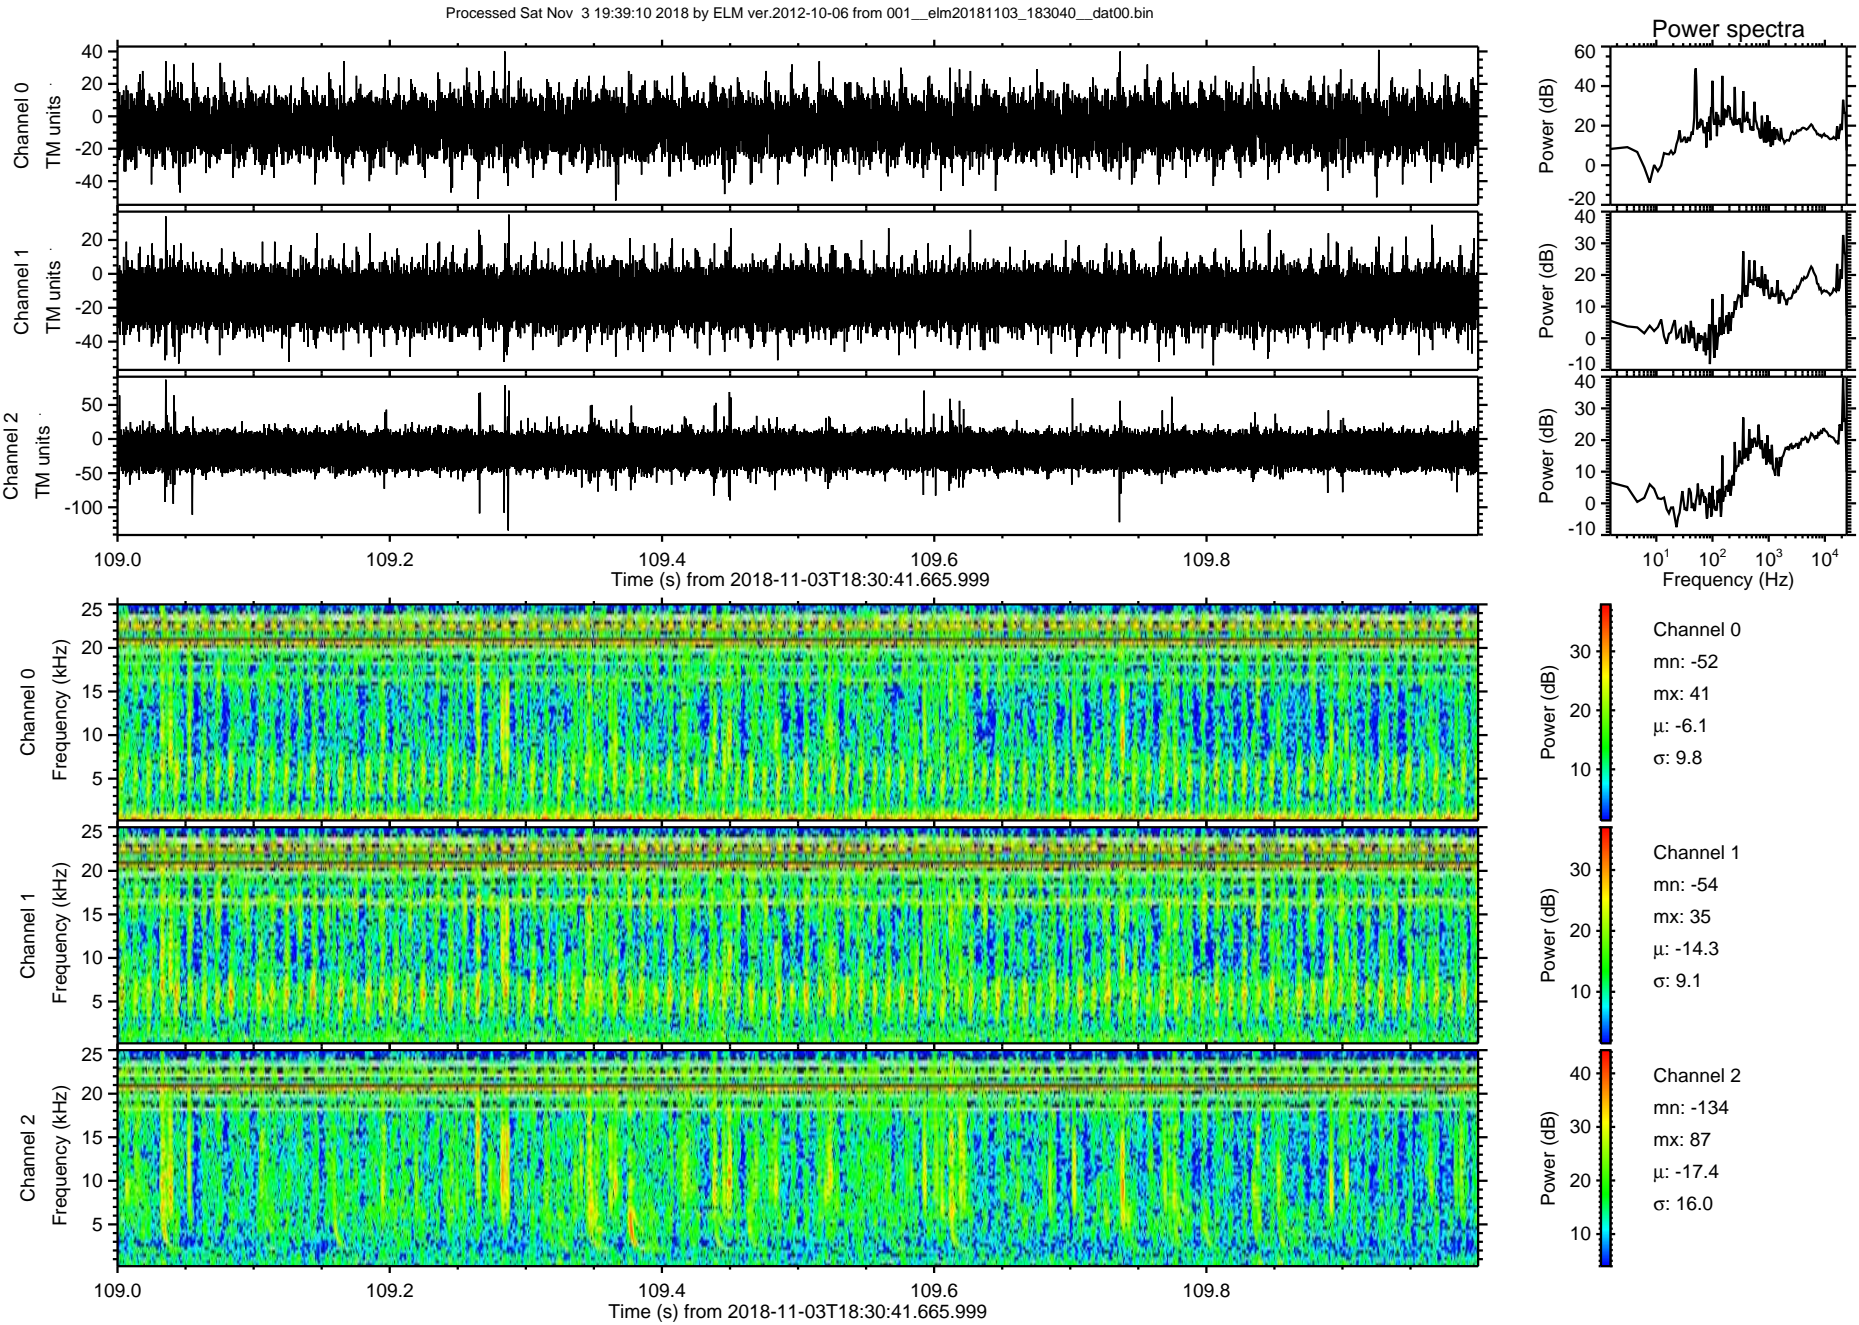 Processed Sat Nov 3 19:39:10 2018 by ELM ver.2012-10-06 from 001__elm20181103_183040__dat00.bin
Power spectra
Channel 0
TM units
40
20
0
-20
-40
Power (dB)
60
40
20
0
-20
Channel 1
TM units
20
0
-20
-40
Power (dB)
40
30
20
10
0
-10
Channel 2
TM units
50
0
-50
-100
Power (dB)
40
30
20
10
0
-10
109.0 109.2 109.4 109.6 109.8
Time (s) from 2018-11-03T18:30:41.665.999
10¹ 10² 10³ 10⁴
Frequency (Hz)
Channel 0
Frequency (kHz)
25
20
15
10
5
Power (dB)
30
20
10
Channel 0
mn: -52
mx: 41
µ: -6.1
σ: 9.8
Channel 1
Frequency (kHz)
25
20
15
10
5
Power (dB)
30
20
10
Channel 1
mn: -54
mx: 35
µ: -14.3
σ: 9.1
Channel 2
Frequency (kHz)
25
20
15
10
5
Power (dB)
40
30
20
10
Channel 2
mn: -134
mx: 87
µ: -17.4
σ: 16.0
109.0 109.2 109.4 109.6 109.8
Time (s) from 2018-11-03T18:30:41.665.999